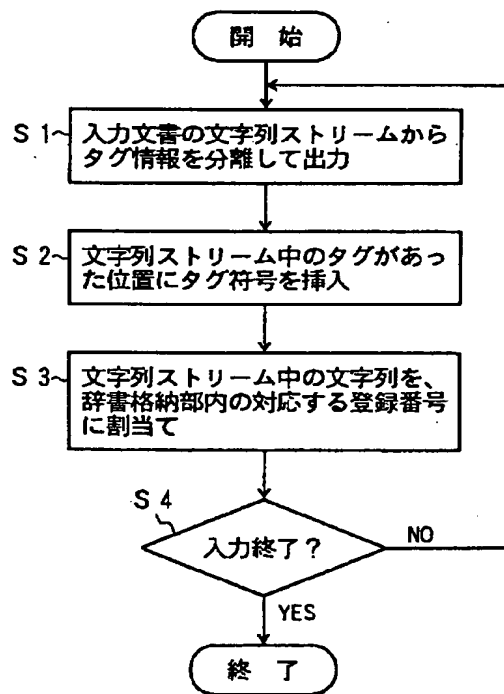 開 始
S 1
入力文書の文字列ストリームから
タグ情報を分離して出力
S 2
文字列ストリーム中のタグがあっ
た位置にタグ符号を挿入
S 3
文字列ストリーム中の文字列を、
辞書格納部内の対応する登録番号
に割当て
S 4
入力終了？
NO
YES
終 了